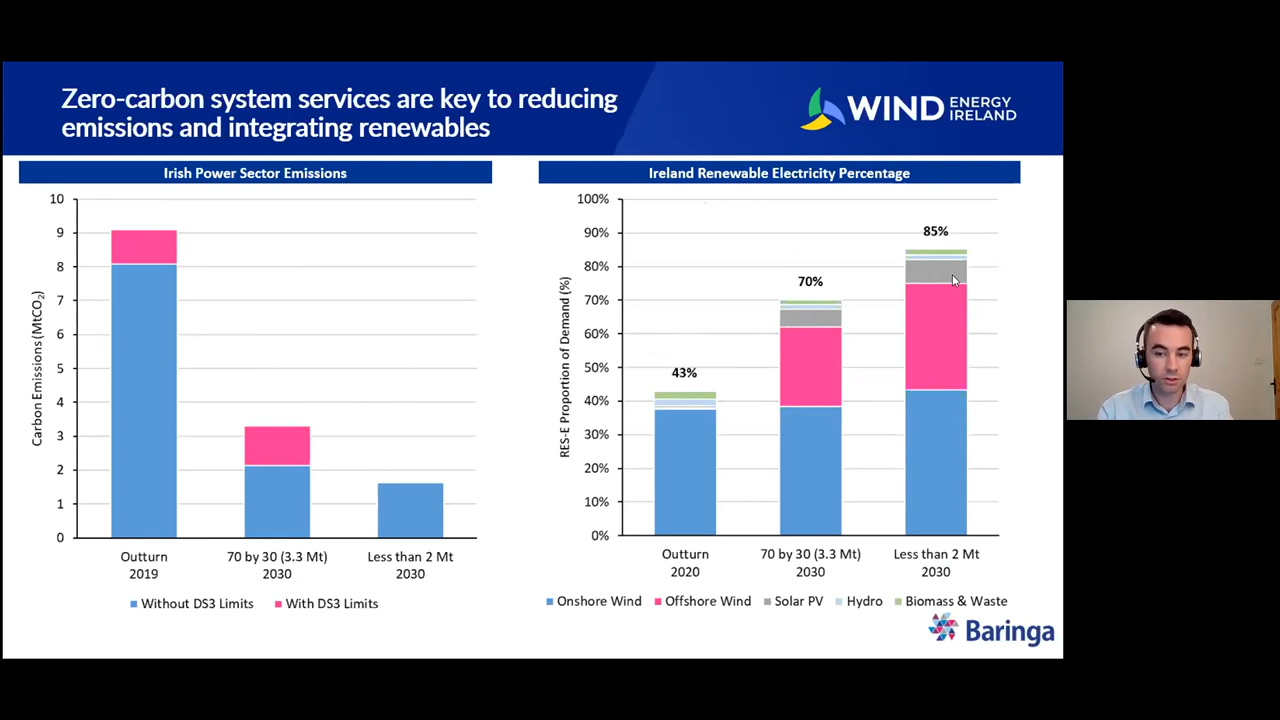 Zero-carbon system services are key to reducing
emissions and integrating renewables
WIND ENERGY IRELAND
Irish Power Sector Emissions
10
9
8
7
6
5
4
3
2
1
0
Carbon Emissions (MtCO₂)
Outturn
2019
70 by 30 (3.3 Mt)
2030
Less than 2 Mt
2030
Without DS3 Limits
With DS3 Limits
Ireland Renewable Electricity Percentage
100%
90%
80%
70%
60%
50%
40%
30%
20%
10%
0%
RES-E Proportion of Demand (%)
43%
70%
85%
Outturn
2020
70 by 30 (3.3 Mt)
2030
Less than 2 Mt
2030
Onshore Wind
Offshore Wind
Solar PV
Hydro
Biomass & Waste
Baringa